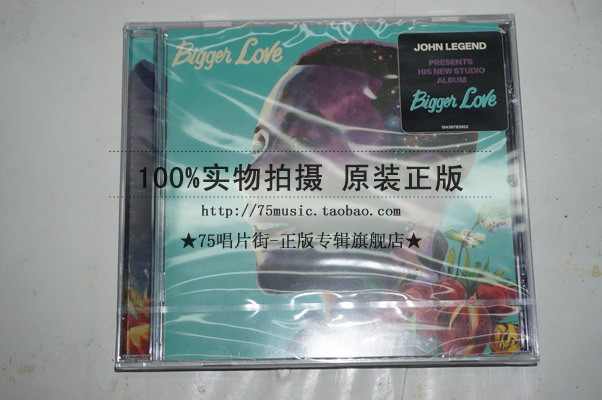 Bigger Love
JOHN LEGEND
PRESENTS
HIS NEW STUDIO
ALBUM
Bigger Love
100%实物拍摄 原装正版
http://75music.taobao.com
★75唱片街-正版专辑旗舰店★